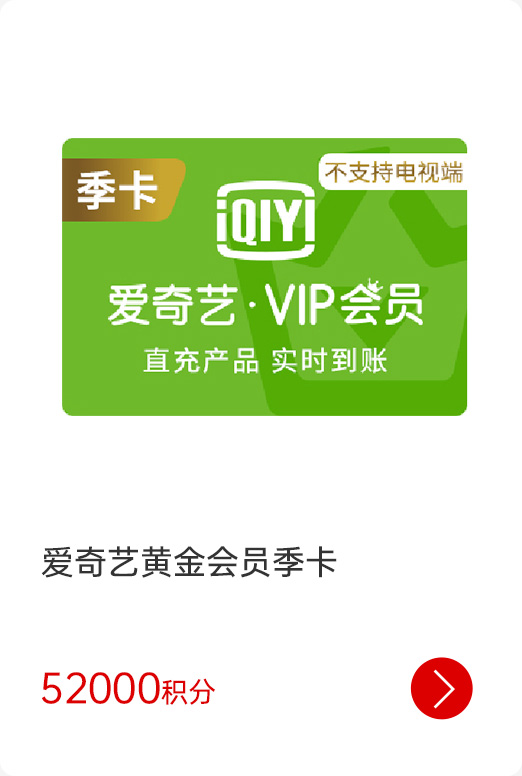 季卡
不支持电视端
iQIYI
爱奇艺·VIP会员
直充产品 实时到账
爱奇艺黄金会员季卡
52000积分